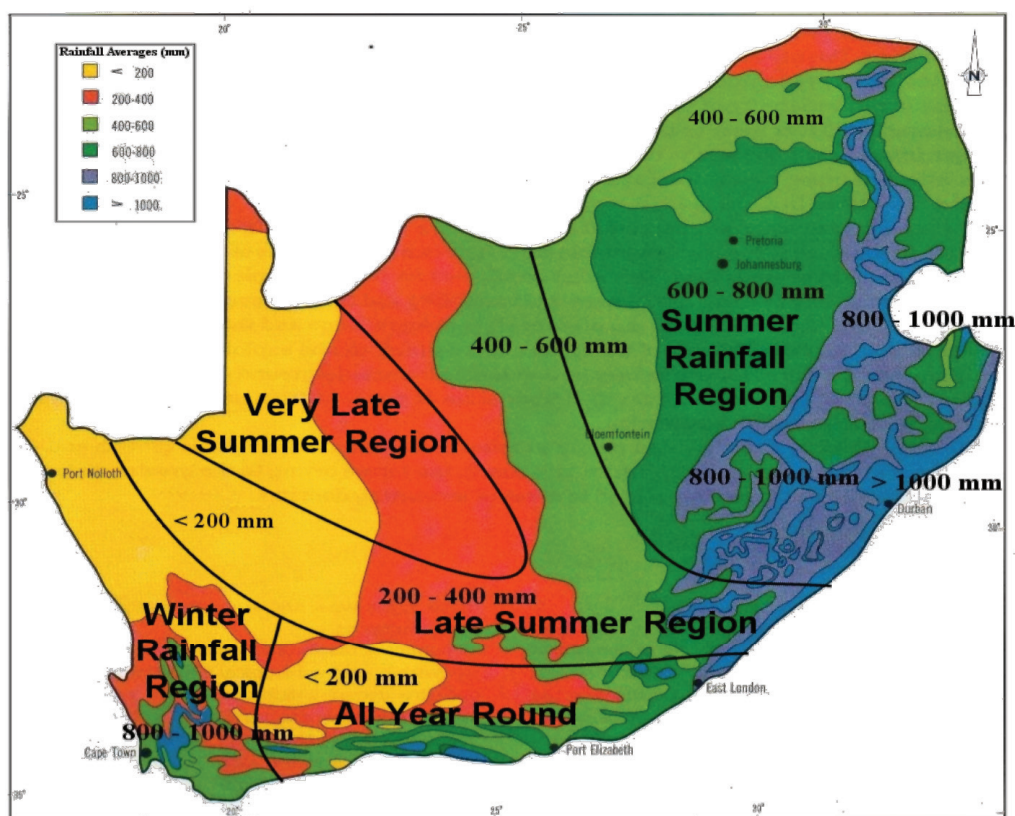 20°
25°
30°
Rainfall Averages (mm)
< 200
200-400
400-600
600-800
800-1000
> 1000
N
400 - 600 mm
25°
25°
Pretoria
Johannesburg
600 - 800 mm
800 - 1000 mm
Summer
Rainfall
Region
400 - 600 mm
Very Late
Summer Region
Bloemfontein
Port Nolloth
800 - 1000 mm
> 1000 mm
30°
Durban
< 200 mm
30°
200 - 400 mm
Late Summer Region
Winter
Rainfall
Region
< 200 mm
East London
All Year Round
800 - 1000 mm
Cape Town
Port Elizabeth
35°
20°
25°
30°